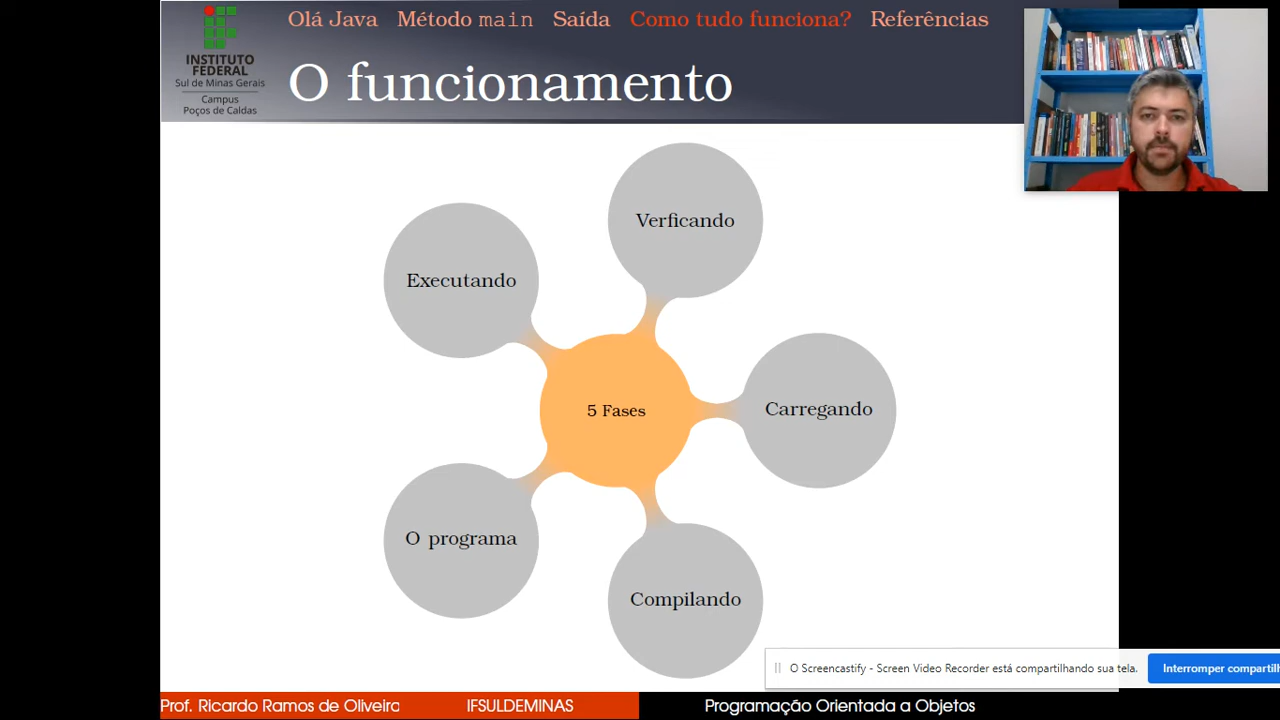 Olá Java Método main Saída Como tudo funciona? Referências
INSTITUTO
FEDERAL
Sul de Minas Gerais
Campus
Poços de Caldas
O funcionamento
Verficando
Executando
Carregando
5 Fases
O programa
Compilando
O Screencastify - Screen Video Recorder está compartilhando sua tela.
Interromper compartil
Prof. Ricardo Ramos de Oliveira
IFSULDEMINAS
Programação Orientada a Objetos